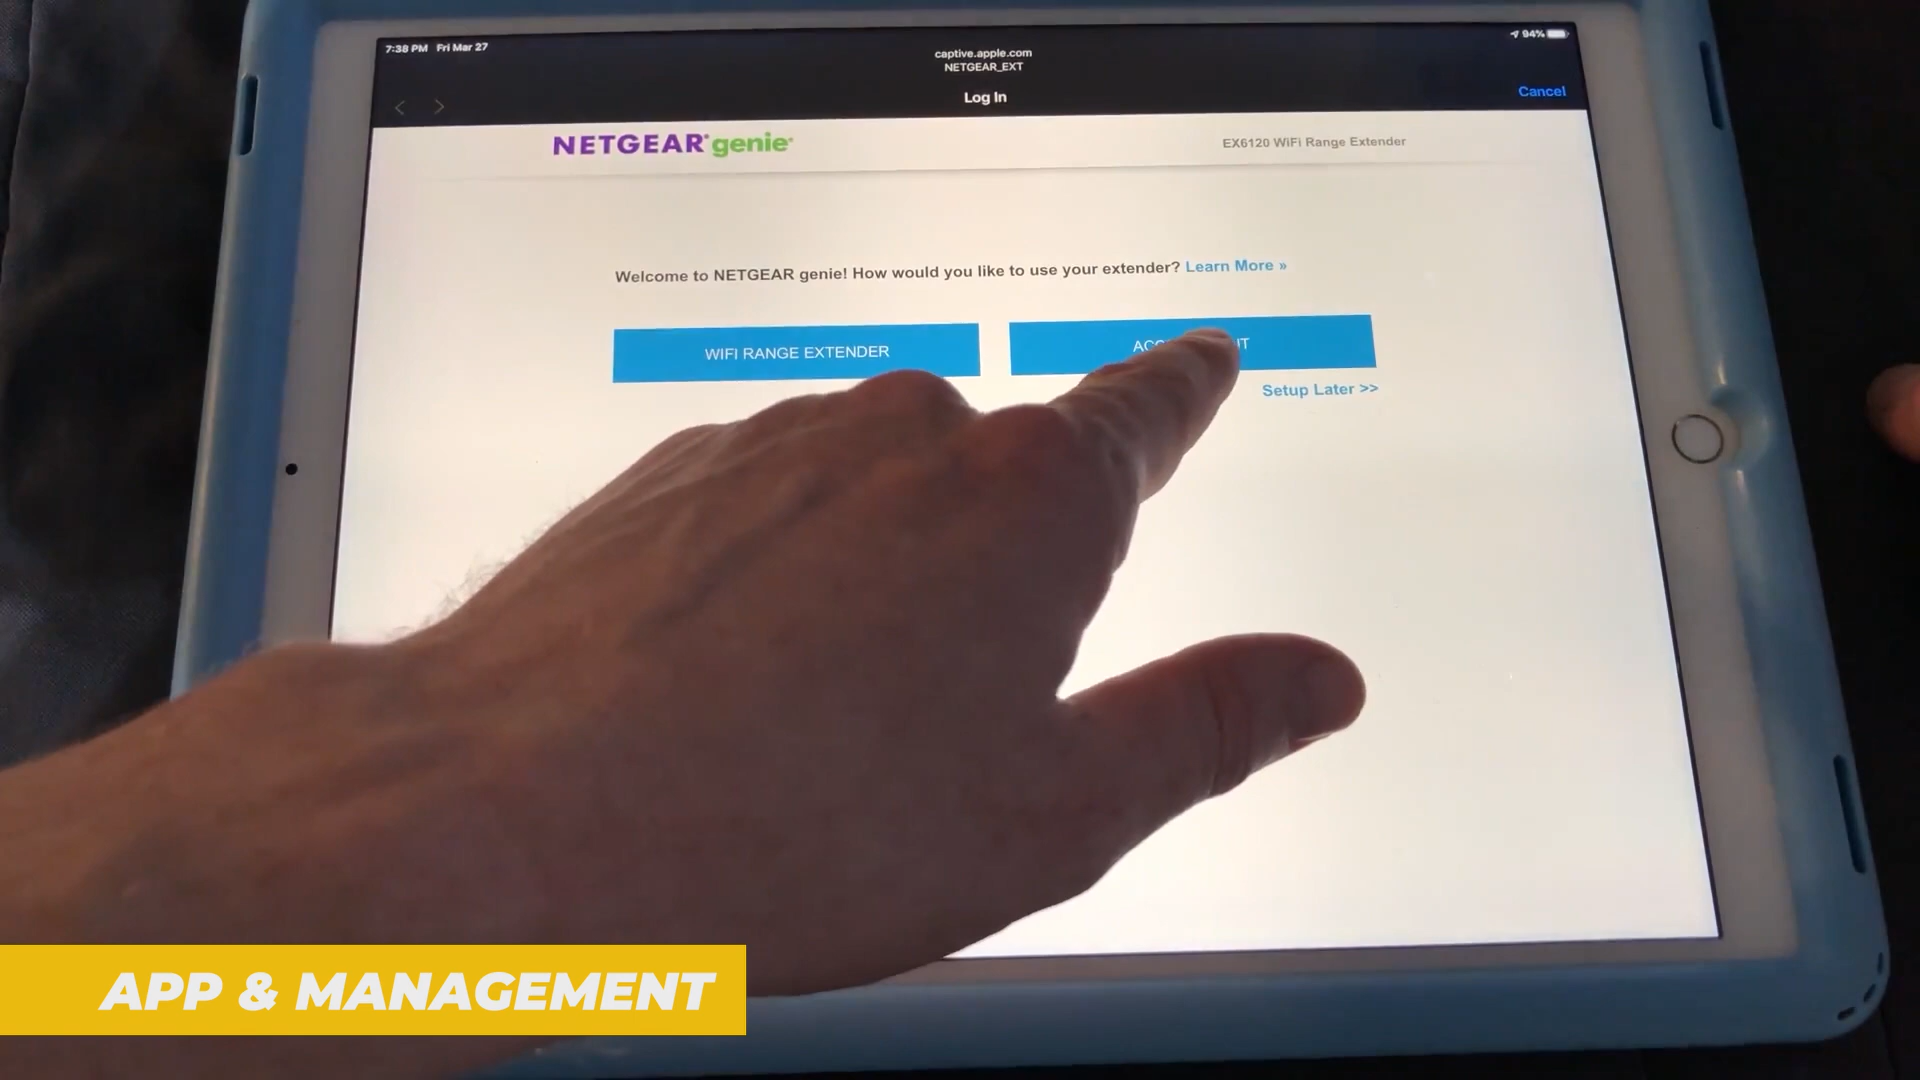 7:38 PM Fri Mar 27
94%
captive.apple.com
NETGEAR_EXT
Log In
Cancel
NETGEAR genie
EX6120 WiFi Range Extender
Welcome to NETGEAR genie! How would you like to use your extender? Learn More »
WIFI RANGE EXTENDER
Setup Later >>
APP & MANAGEMENT